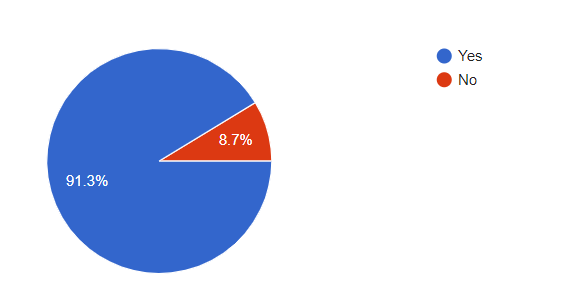 Yes
No
8.7%
91.3%